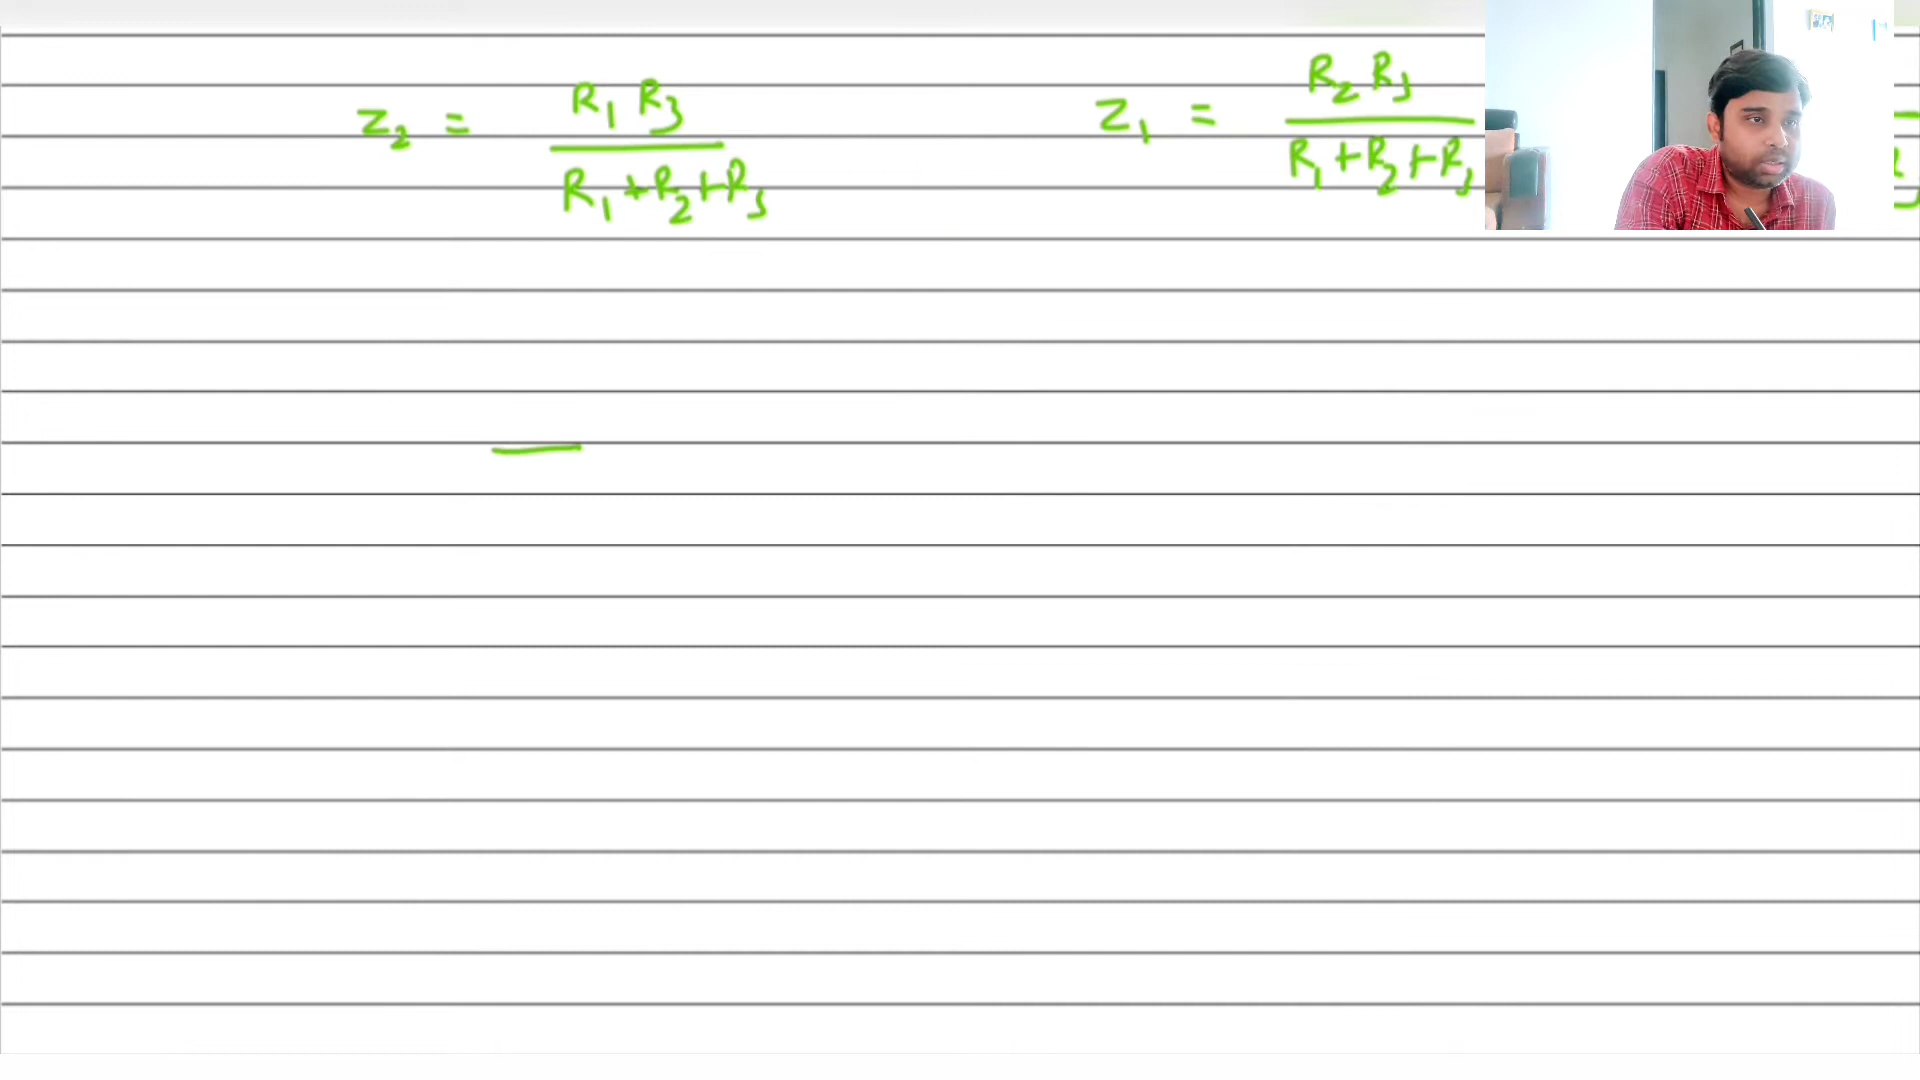 Z₂ = R₁ R₃ / R₁+R₂+R₃
Z₁ = R₂ R₃ / R₁+R₂+R₃